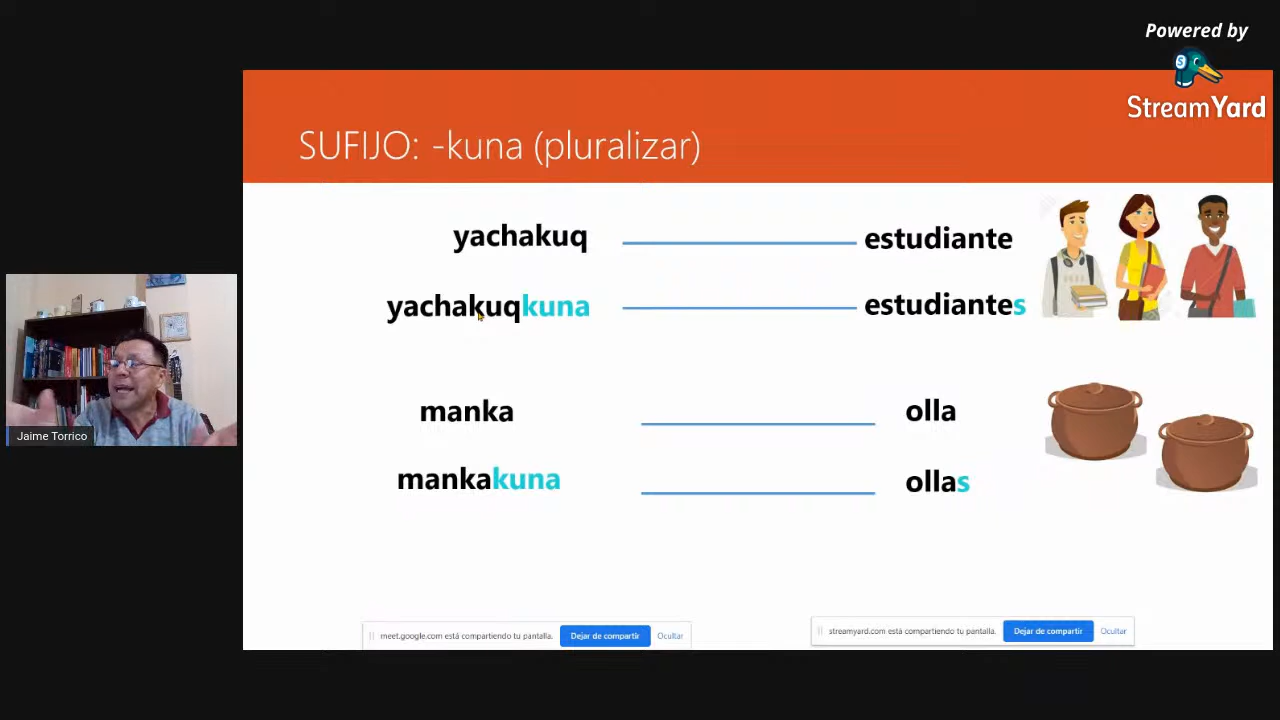 Powered by
StreamYard
SUFIJO: -kuna (pluralizar)
yachakuq estudiante
yachakuqkuna estudiantes
manka olla
mankakuna ollas
Jaime Torrico
meet.google.com está compartiendo tu pantalla. Dejar de compartir Ocultar
streamyard.com está compartiendo tu pantalla. Dejar de compartir Ocultar